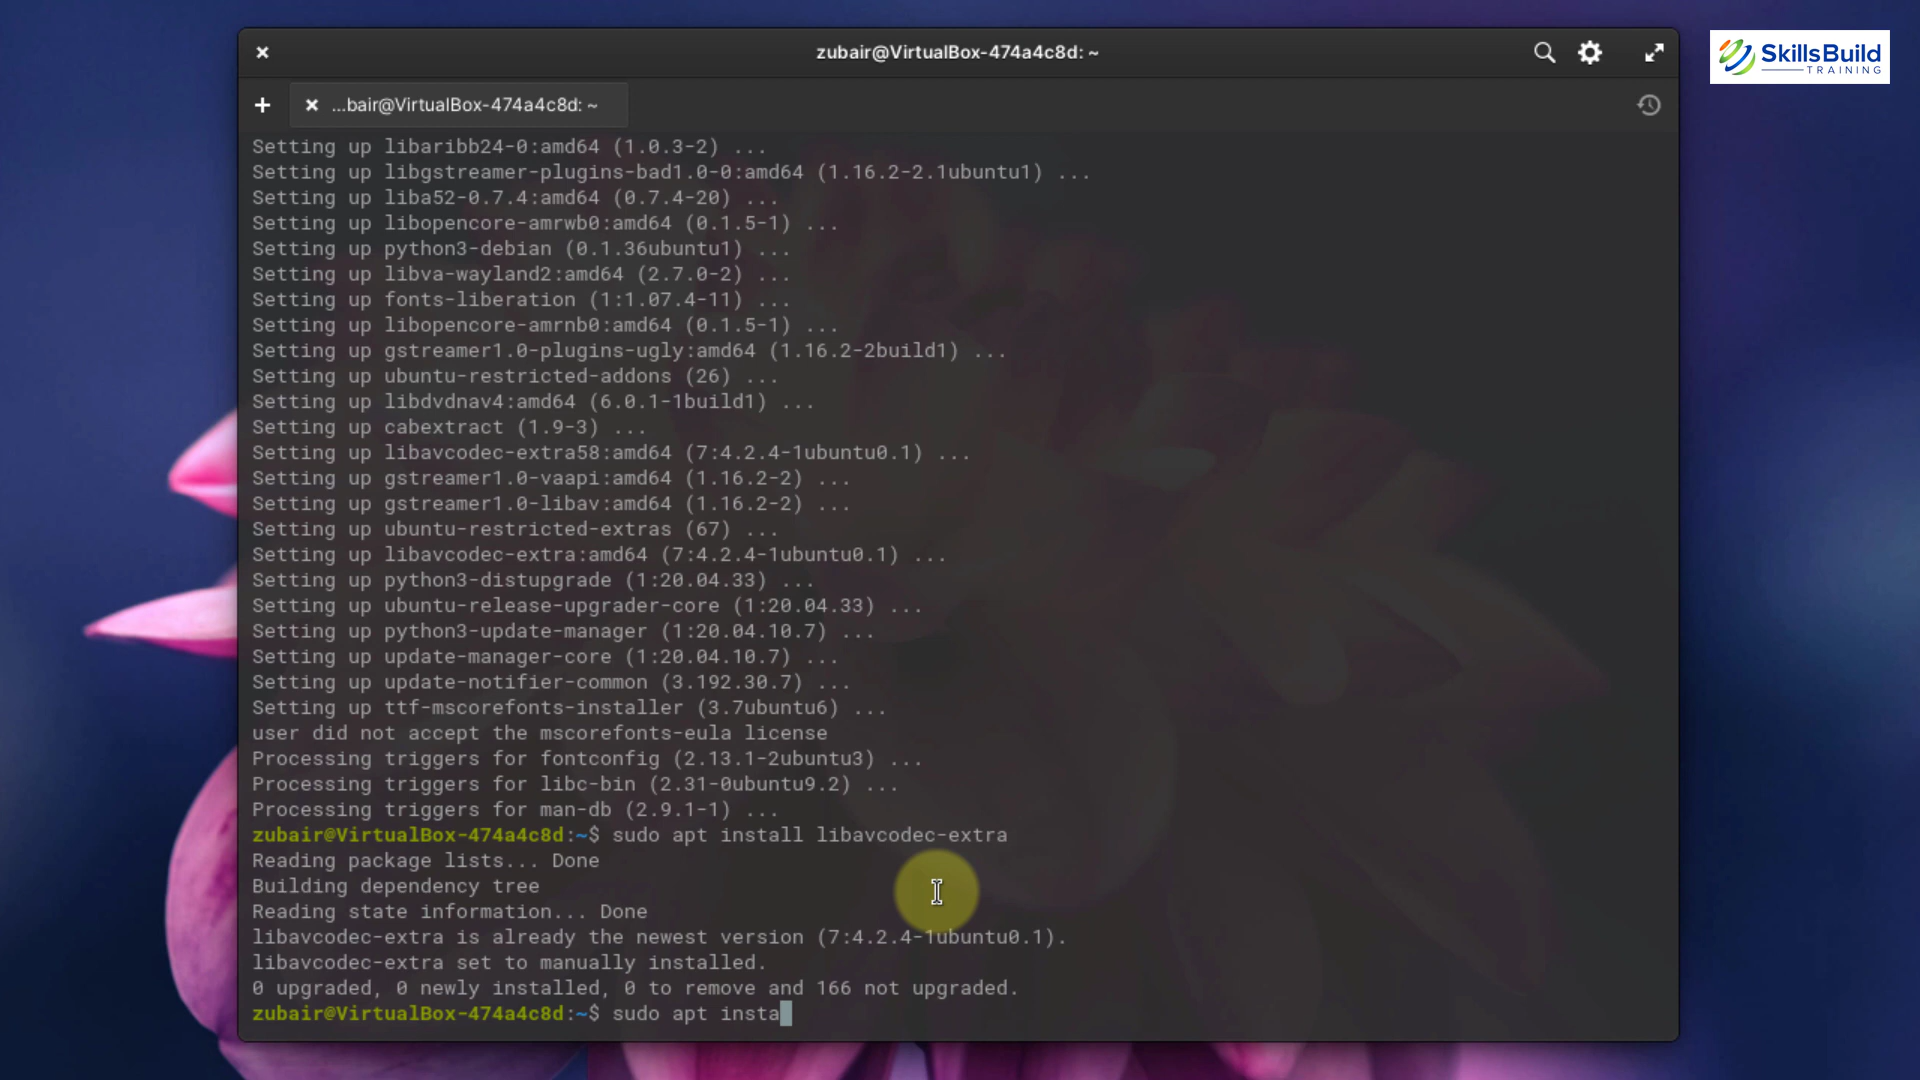 zubair@VirtualBox-474a4c8d: ~
SkillsBuild
TRAINING
...bair@VirtualBox-474a4c8d: ~
Setting up libaribb24-0:amd64 (1.0.3-2) ...
Setting up libgstreamer-plugins-bad1.0-0:amd64 (1.16.2-2.1ubuntu1) ...
Setting up liba52-0.7.4:amd64 (0.7.4-20) ...
Setting up libopencore-amrwb0:amd64 (0.1.5-1) ...
Setting up python3-debian (0.1.36ubuntu1) ...
Setting up libva-wayland2:amd64 (2.7.0-2) ...
Setting up fonts-liberation (1:1.07.4-11) ...
Setting up libopencore-amrnb0:amd64 (0.1.5-1) ...
Setting up gstreamer1.0-plugins-ugly:amd64 (1.16.2-2build1) ...
Setting up ubuntu-restricted-addons (26) ...
Setting up libdvdnav4:amd64 (6.0.1-1build1) ...
Setting up cabextract (1.9-3) ...
Setting up libavcodec-extra58:amd64 (7:4.2.4-1ubuntu0.1) ...
Setting up gstreamer1.0-vaapi:amd64 (1.16.2-2) ...
Setting up gstreamer1.0-libav:amd64 (1.16.2-2) ...
Setting up ubuntu-restricted-extras (67) ...
Setting up libavcodec-extra:amd64 (7:4.2.4-1ubuntu0.1) ...
Setting up python3-distupgrade (1:20.04.33) ...
Setting up ubuntu-release-upgrader-core (1:20.04.33) ...
Setting up python3-update-manager (1:20.04.10.7) ...
Setting up update-manager-core (1:20.04.10.7) ...
Setting up update-notifier-common (3.192.30.7) ...
Setting up ttf-mscorefonts-installer (3.7ubuntu6) ...
user did not accept the mscorefonts-eula license
Processing triggers for fontconfig (2.13.1-2ubuntu3) ...
Processing triggers for libc-bin (2.31-0ubuntu9.2) ...
Processing triggers for man-db (2.9.1-1) ...
zubair@VirtualBox-474a4c8d:~$ sudo apt install libavcodec-extra
Reading package lists... Done
Building dependency tree
Reading state information... Done
libavcodec-extra is already the newest version (7:4.2.4-1ubuntu0.1).
libavcodec-extra set to manually installed.
0 upgraded, 0 newly installed, 0 to remove and 166 not upgraded.
zubair@VirtualBox-474a4c8d:~$ sudo apt insta